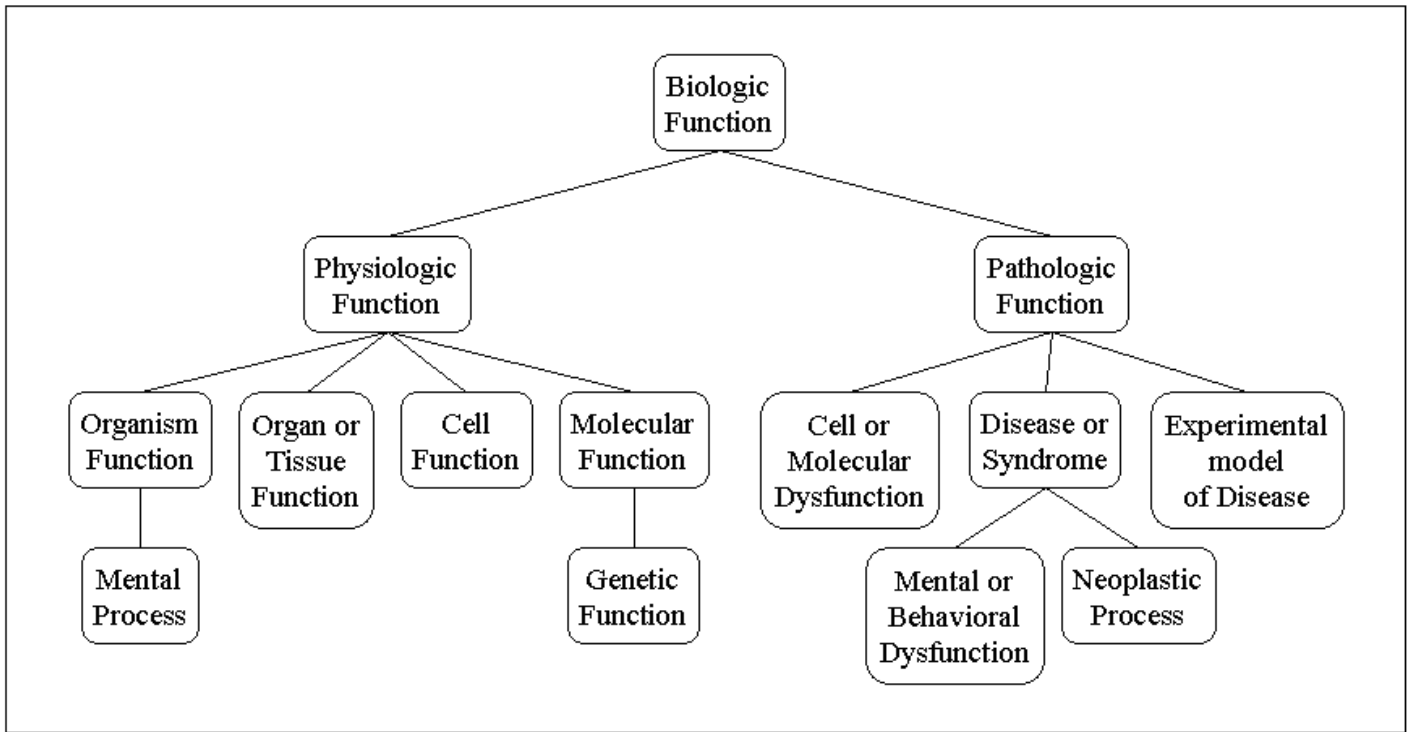 Biologic
Function
Physiologic
Function
Pathologic
Function
Organism
Function
Organ or
Tissue
Function
Cell
Function
Molecular
Function
Cell or
Molecular
Dysfunction
Disease or
Syndrome
Experimental
model
of Disease
Mental
Process
Genetic
Function
Mental or
Behavioral
Dysfunction
Neoplastic
Process